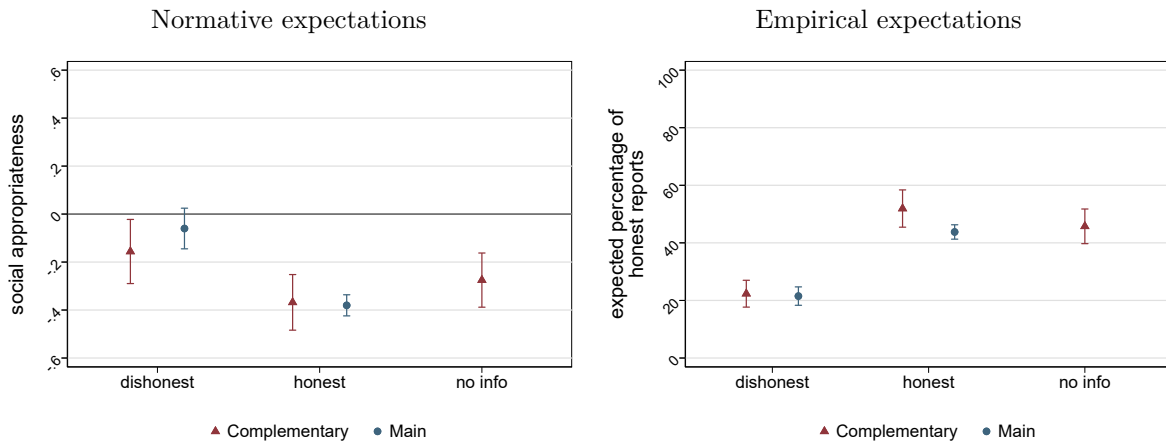 Normative expectations
social appropriateness
.6
.4
.2
0
-.2
-.4
-.6
dishonest
honest
no info
Complementary
Main
Empirical expectations
expected percentage of
honest reports
100
80
60
40
20
0
dishonest
honest
no info
Complementary
Main